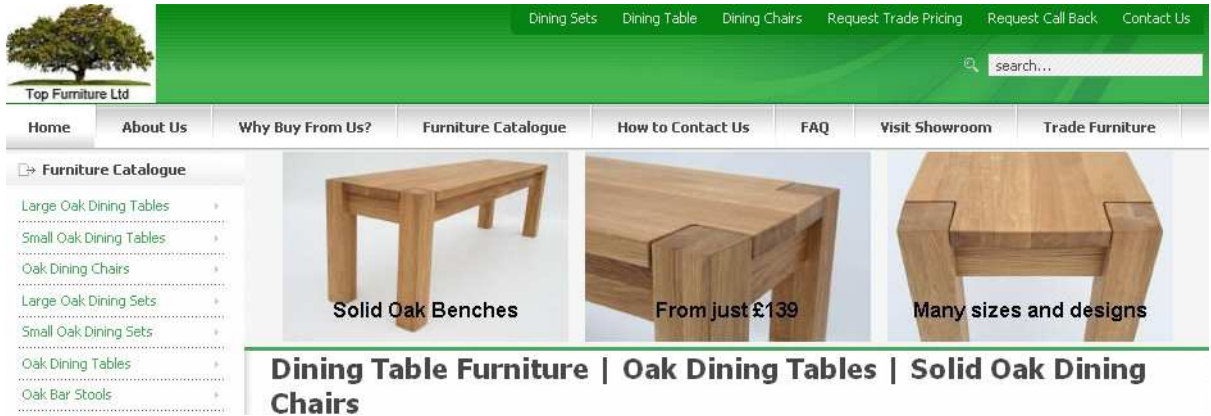 Dining Sets Dining Table Dining Chairs Request Trade Pricing Request Call Back Contact Us
search...
Top Furniture Ltd
Home About Us Why Buy From Us? Furniture Catalogue How to Contact Us FAQ Visit Showroom Trade Furniture
Furniture Catalogue
Large Oak Dining Tables
Small Oak Dining Tables
Oak Dining Chairs
Large Oak Dining Sets
Small Oak Dining Sets
Oak Dining Tables
Oak Bar Stools
Solid Oak Benches
From just £139
Many sizes and designs
Dining Table Furniture | Oak Dining Tables | Solid Oak Dining
Chairs